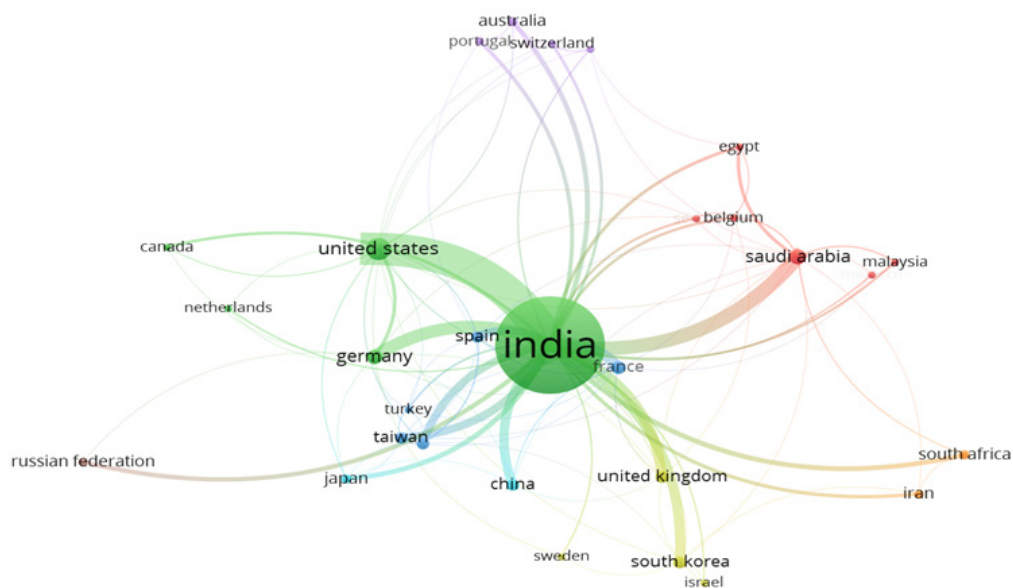 australia
portugal
switzerland
egypt
belgium
canada
united states
saudi arabia
malaysia
netherlands
spain
india
germany
france
turkey
taiwan
south africa
russian federation
japan
china
united kingdom
iran
sweden
south korea
israel